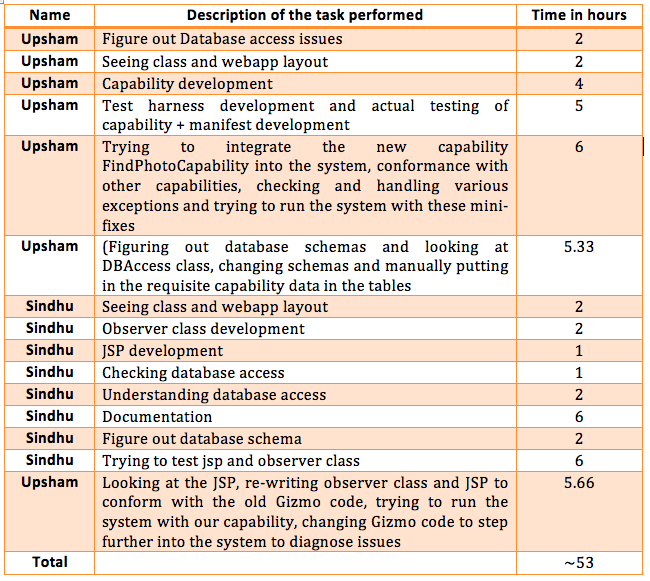 Name Description of the task performed Time in hours
Upsham Figure out Database access issues 2
Upsham Seeing class and webapp layout 2
Upsham Capability development 4
Upsham Test harness development and actual testing of 5
capability + manifest development
Upsham Trying to integrate the new capability 6
FindPhotoCapability into the system, conformance with
other capabilities, checking and handling various
exceptions and trying to run the system with these mini-
fixes
Upsham (Figuring out database schemas and looking at 5.33
DBAccess class, changing schemas and manually putting
in the requisite capability data in the tables
Sindhu Seeing class and webapp layout 2
Sindhu Observer class development 2
Sindhu JSP development 1
Sindhu Checking database access 1
Sindhu Understanding database access 2
Sindhu Documentation 6
Sindhu Figure out database schema 2
Sindhu Trying to test jsp and observer class 6
Upsham Looking at the JSP, re-writing observer class and JSP to 5.66
conform with the old Gizmo code, trying to run the
system with our capability, changing Gizmo code to step
further into the system to diagnose issues
Total ~53